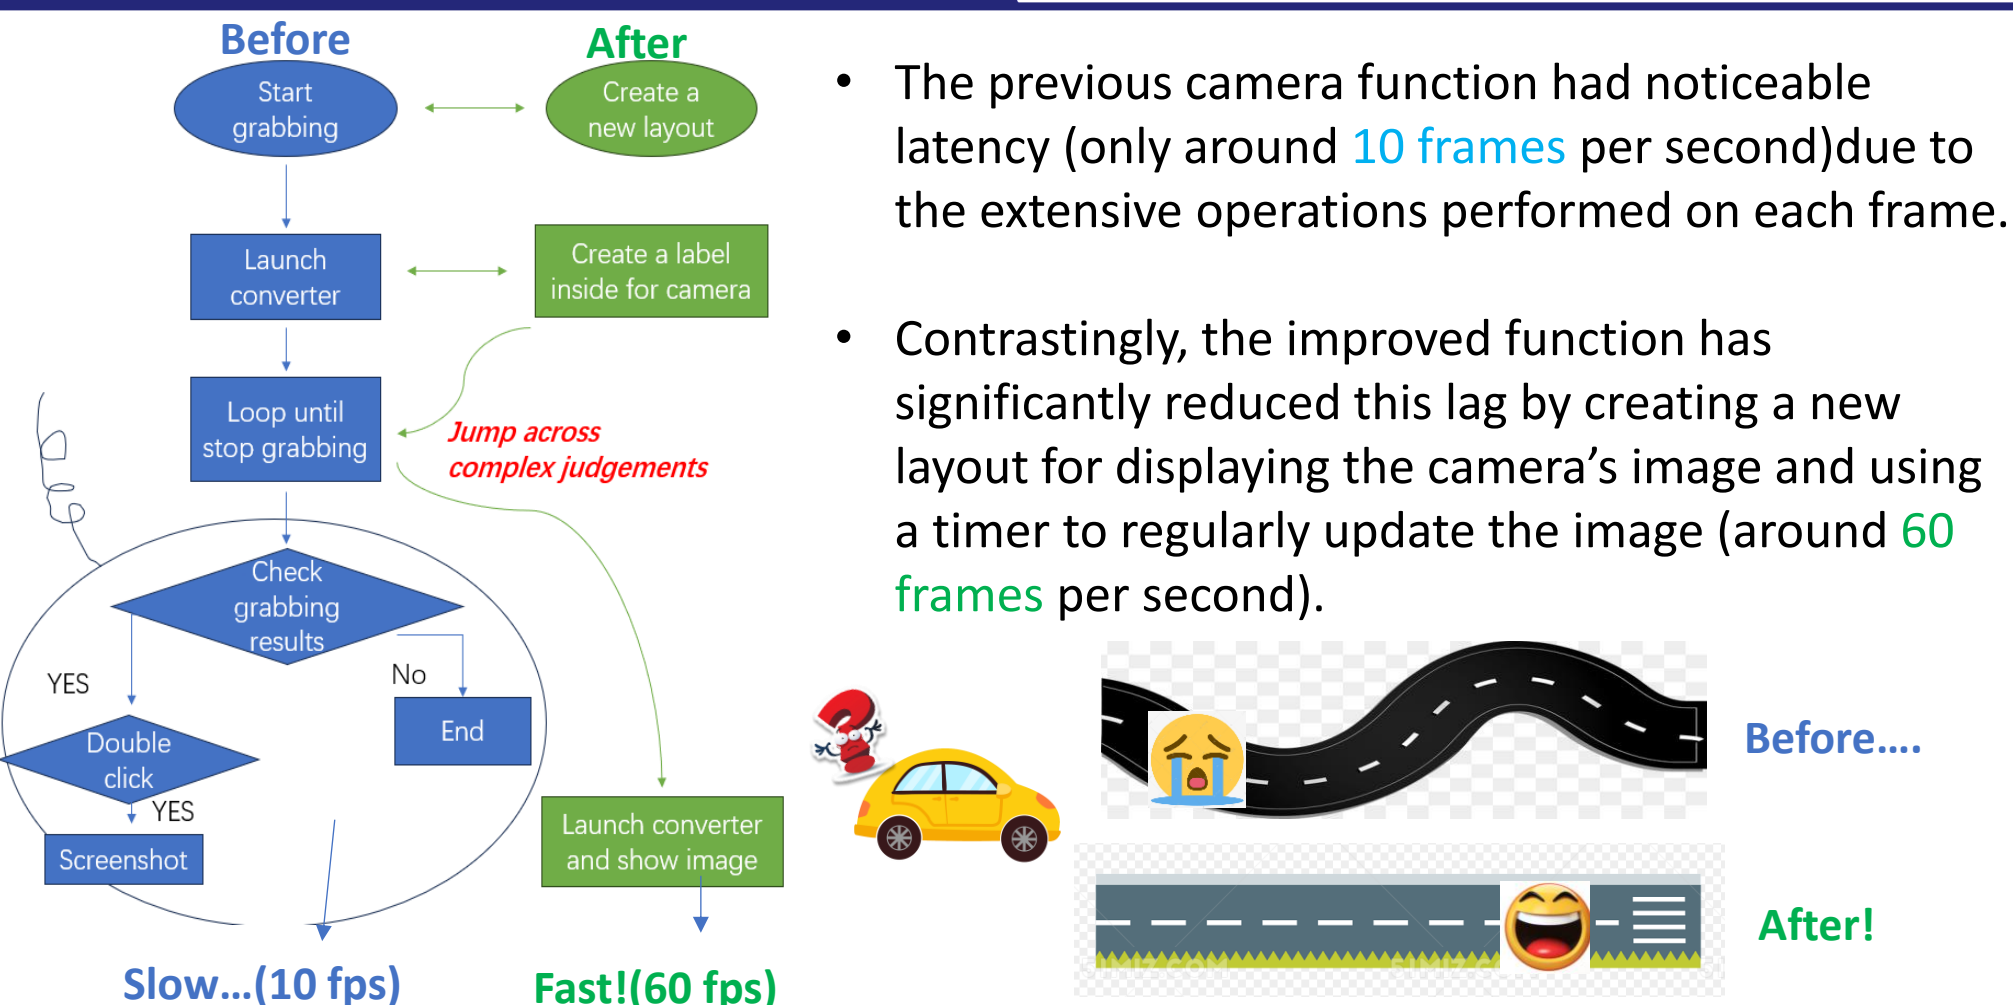 Before
After
Start
grabbing
Create a
new layout
Launch
converter
Create a label
inside for camera
Loop until
stop grabbing
Jump across
complex judgements
Check
grabbing
results
YES
No
End
Double
click
YES
Screenshot
Launch converter
and show image
Slow...(10 fps)
Fast!(60 fps)
• The previous camera function had noticeable
latency (only around 10 frames per second)due to
the extensive operations performed on each frame.
• Contrastingly, the improved function has
significantly reduced this lag by creating a new
layout for displaying the camera’s image and using
a timer to regularly update the image (around 60
frames per second).
Before....
After!